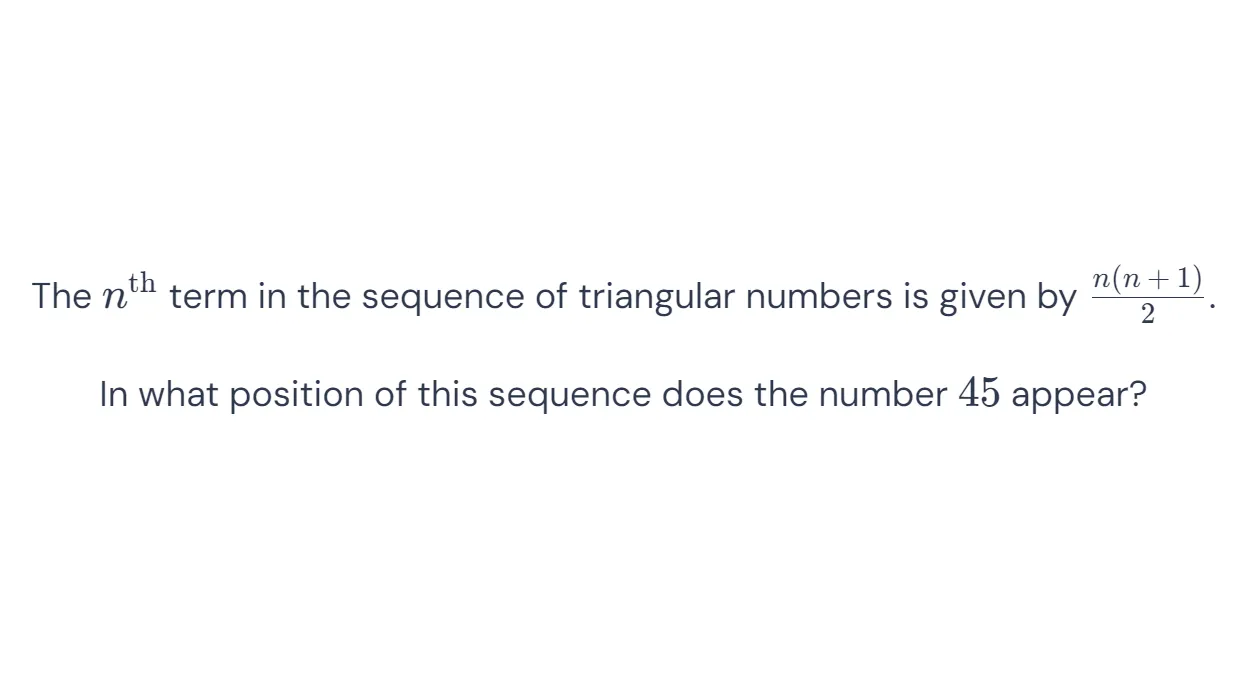 The n^th term in the sequence of triangular numbers is given by \frac{n(n+1)}{2}.
In what position of this sequence does the number 45 appear?